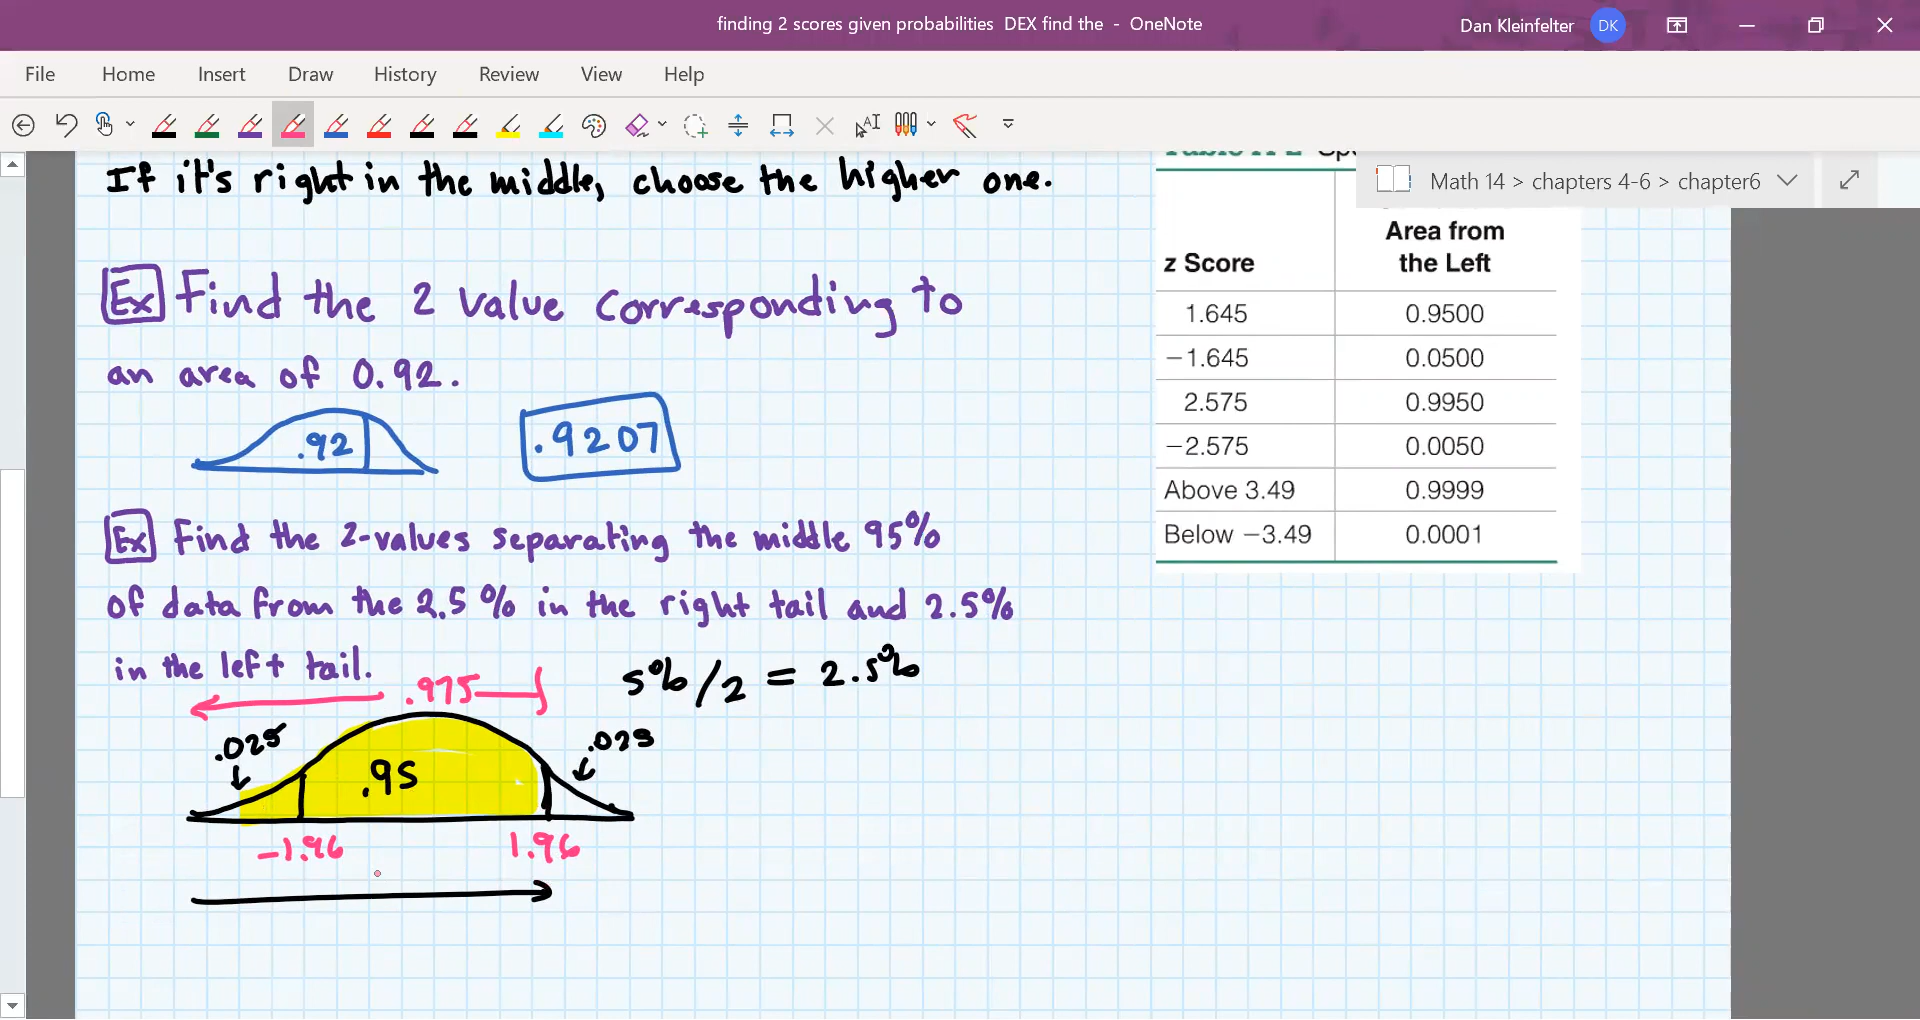 finding 2 scores given probabilities DEX find the - OneNote
Dan Kleinfelter DK
File Home Insert Draw History Review View Help
Math 14 > chapters 4-6 > chapter6
If it's right in the middle, choose the higher one.
Ex Find the z value corresponding to
an area of 0.92.
.92
.9207
Ex Find the z-values separating the middle 95%
of data from the 2.5% in the right tail and 2.5%
in the left tail.
5%/2 = 2.5%
.975
.025
.025
.95
-1.96
1.96
z Score Area from
the Left
1.645 0.9500
−1.645 0.0500
2.575 0.9950
−2.575 0.0050
Above 3.49 0.9999
Below −3.49 0.0001